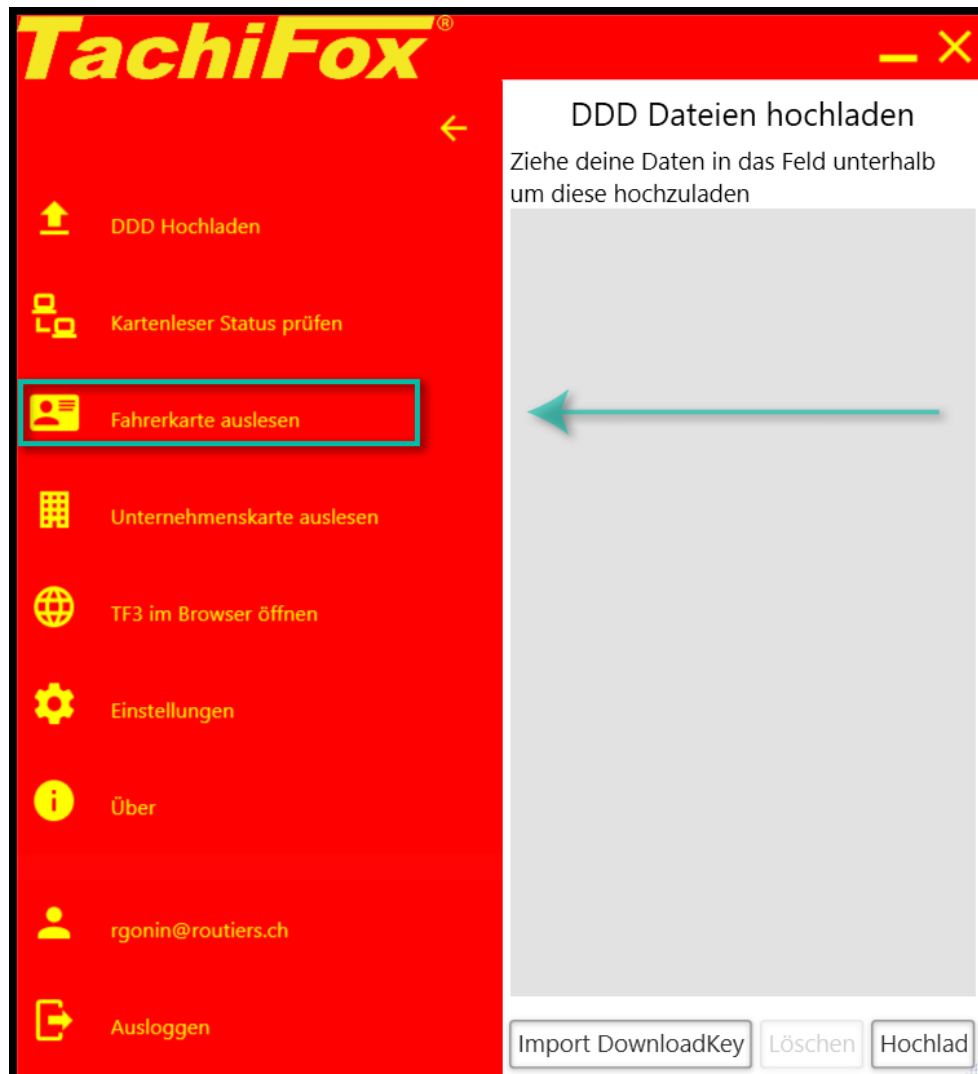 TachiFox®
DDD Hochladen
Kartenleser Status prüfen
Fahrerkarte auslesen
Unternehmenskarte auslesen
TF3 im Browser öffnen
Einstellungen
Über
rgonin@routiers.ch
Ausloggen
DDD Dateien hochladen
Ziehe deine Daten in das Feld unterhalb
um diese hochzuladen
Import DownloadKey Löschen Hochlad